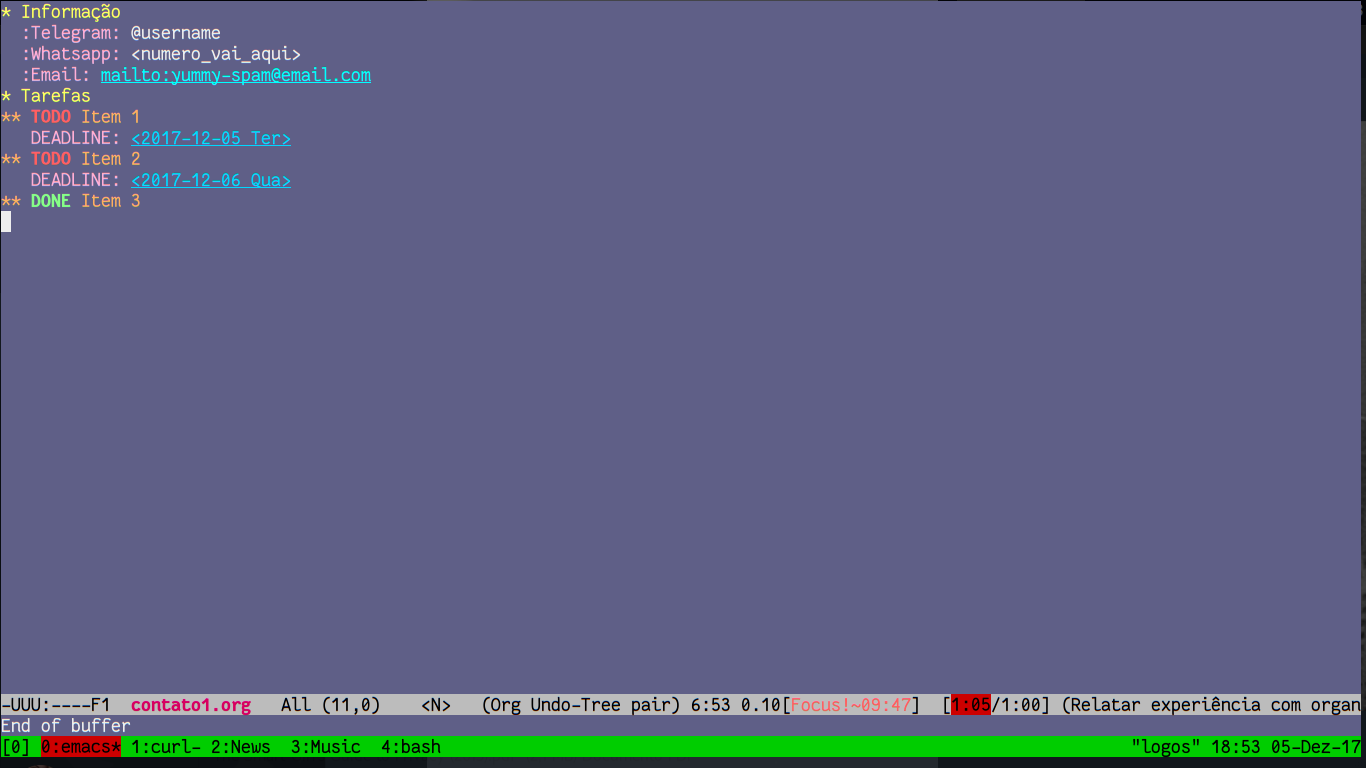 * Informação
  :Telegram: @username
  :Whatsapp: <numero_vai_aqui>
  :Email: mailto:yummy-spam@email.com
* Tarefas
** TODO Item 1
   DEADLINE: <2017-12-05 Ter>
** TODO Item 2
   DEADLINE: <2017-12-06 Qua>
** DONE Item 3
-UUU:----F1  contato1.org   All (11,0)    <N>   (Org Undo-Tree pair) 6:53 0.10[Focus!~09:47]  [1:05/1:00] (Relatar experiência com organ
End of buffer
[0] 0:emacs* 1:curl- 2:News  3:Music  4:bash "logos" 18:53 05-Dez-17